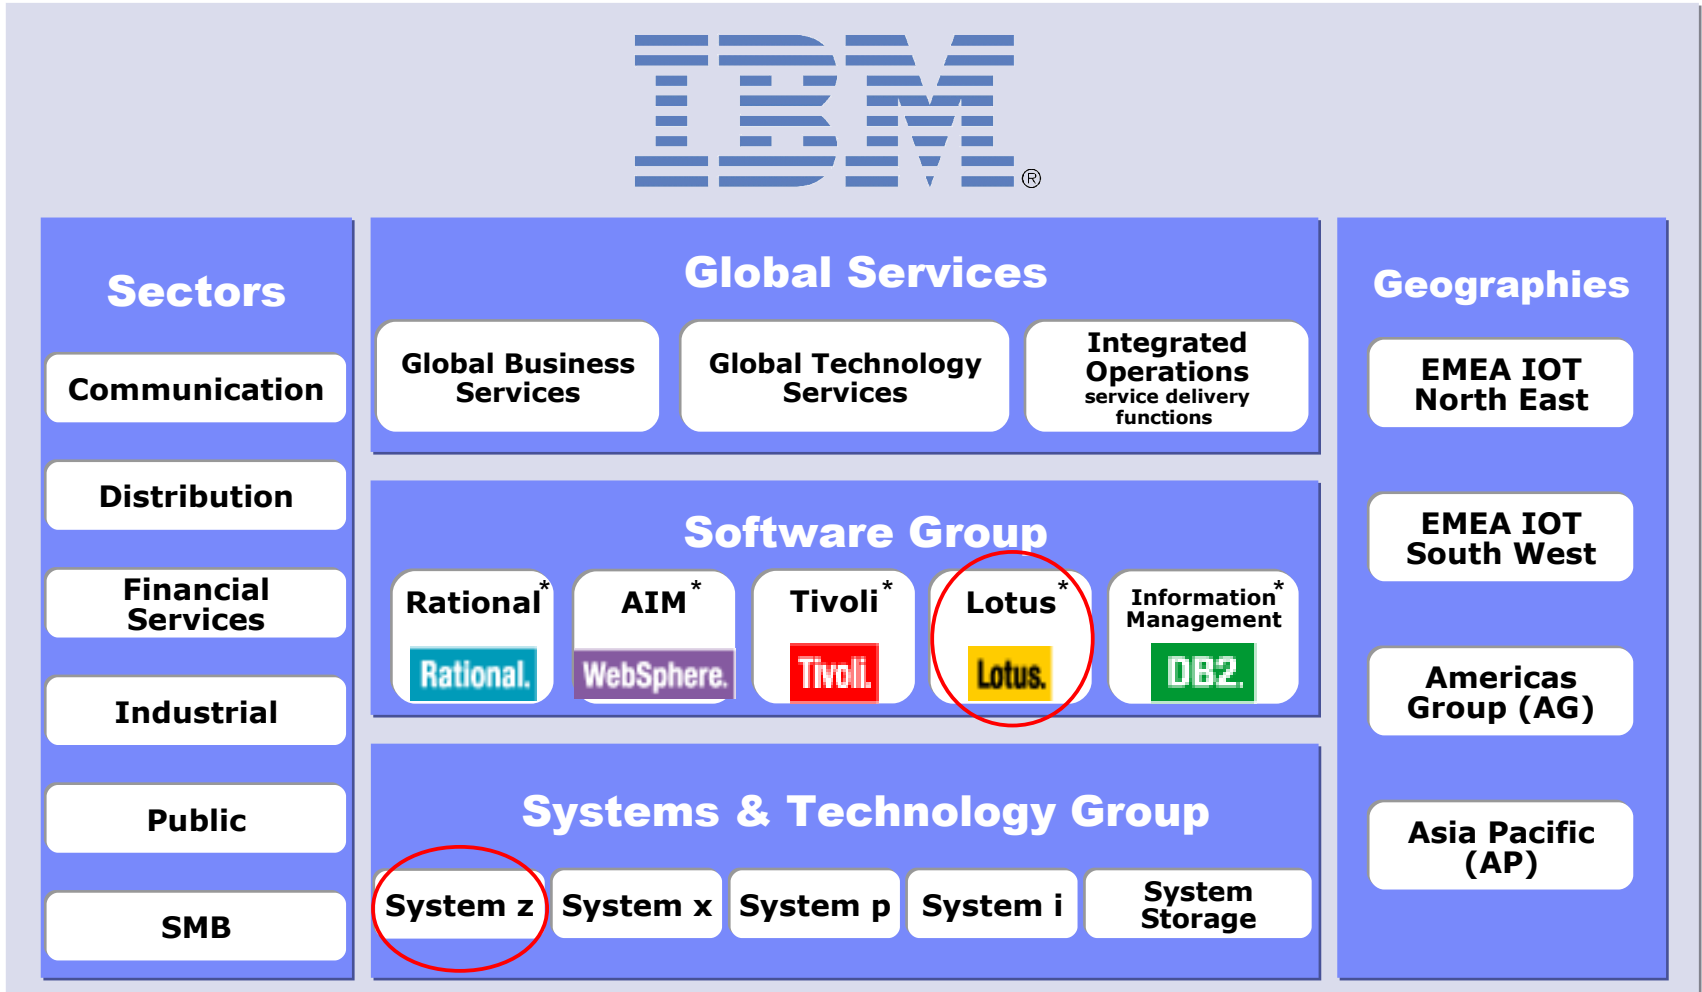 IBM®
Sectors
Communication
Distribution
Financial
Services
Industrial
Public
SMB
Global Services
Global Business
Services
Global Technology
Services
Integrated
Operations
service delivery
functions
Software Group
Rational*
Rational.
AIM*
WebSphere.
Tivoli*
Tivoli.
Lotus*
Lotus.
Information*
Management
DB2.
Systems & Technology Group
System z
System x
System p
System i
System
Storage
Geographies
EMEA IOT
North East
EMEA IOT
South West
Americas
Group (AG)
Asia Pacific
(AP)